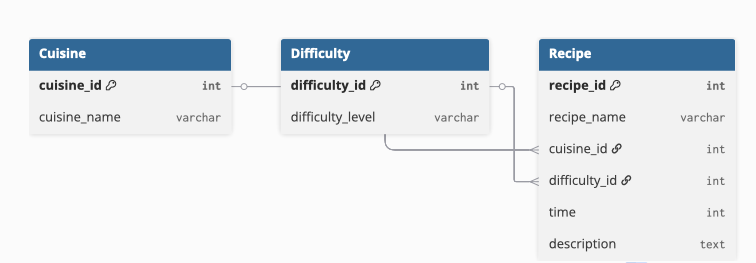 Cuisine
cuisine_id int
cuisine_name varchar
Difficulty
difficulty_id int
difficulty_level varchar
Recipe
recipe_id int
recipe_name varchar
cuisine_id int
difficulty_id int
time int
description text